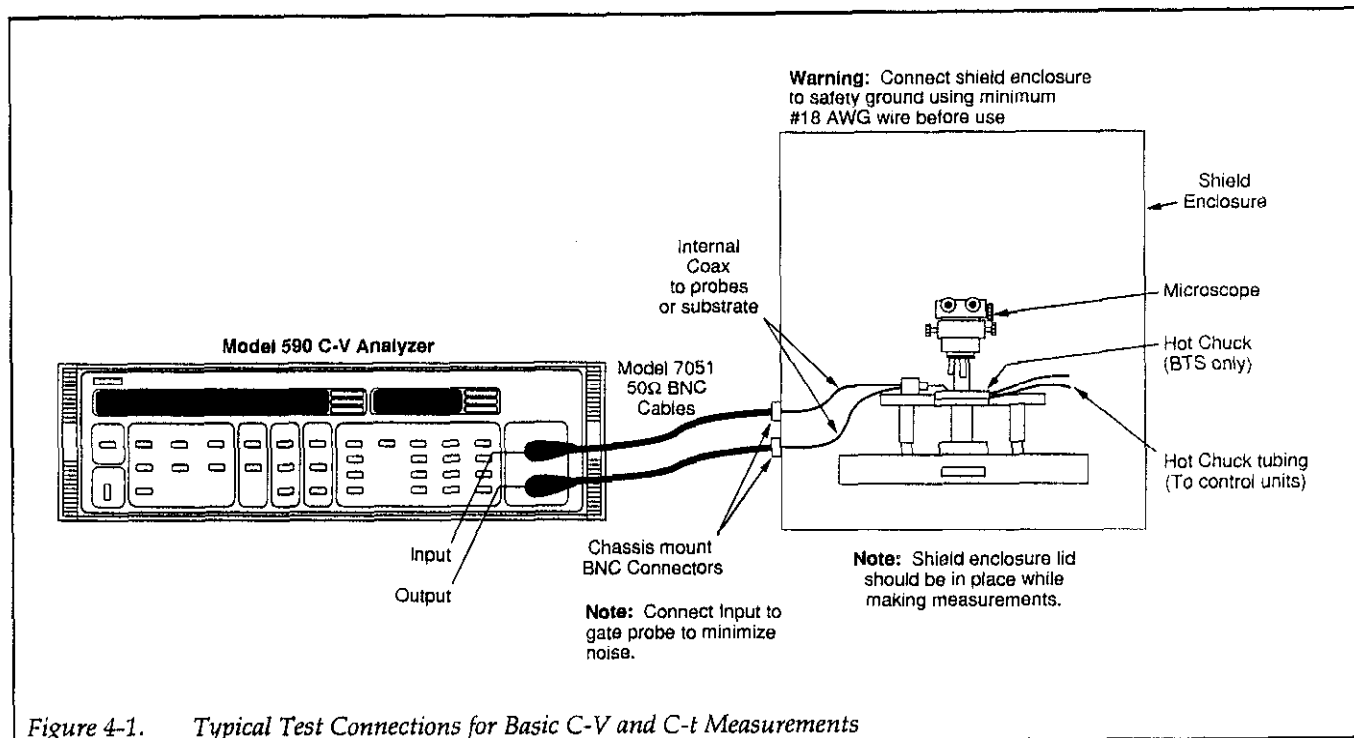 Warning: Connect shield enclosure
to safety ground using minimum
#18 AWG wire before use
Shield
Enclosure
Internal
Coax
to probes
or substrate
Microscope
Model 590 C-V Analyzer
Model 7051
50Ω BNC
Cables
Hot Chuck
(BTS only)
Hot Chuck tubing
(To control units)
Input
Output
Chassis mount
BNC Connectors
Note: Connect Input to
gate probe to minimize
noise.
Note: Shield enclosure lid
should be in place while
making measurements.
Figure 4-1. Typical Test Connections for Basic C-V and C-t Measurements